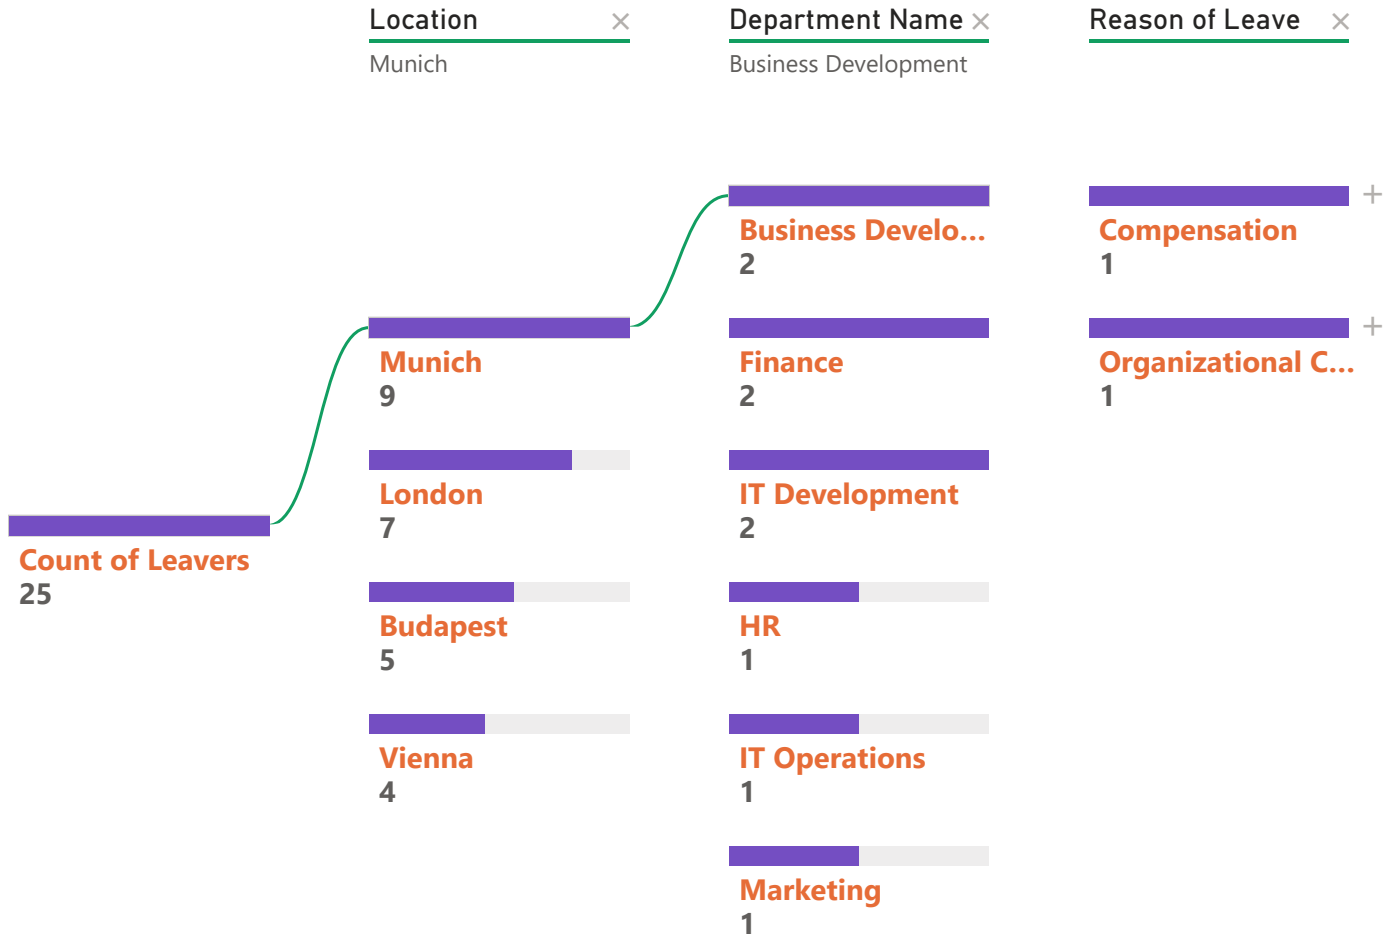 Location
Department Name
Reason of Leave
Munich
Business Development
Count of Leavers
25
Munich
9
London
7
Budapest
5
Vienna
4
Business Develo...
2
Finance
2
IT Development
2
HR
1
IT Operations
1
Marketing
1
Compensation
1
Organizational C...
1